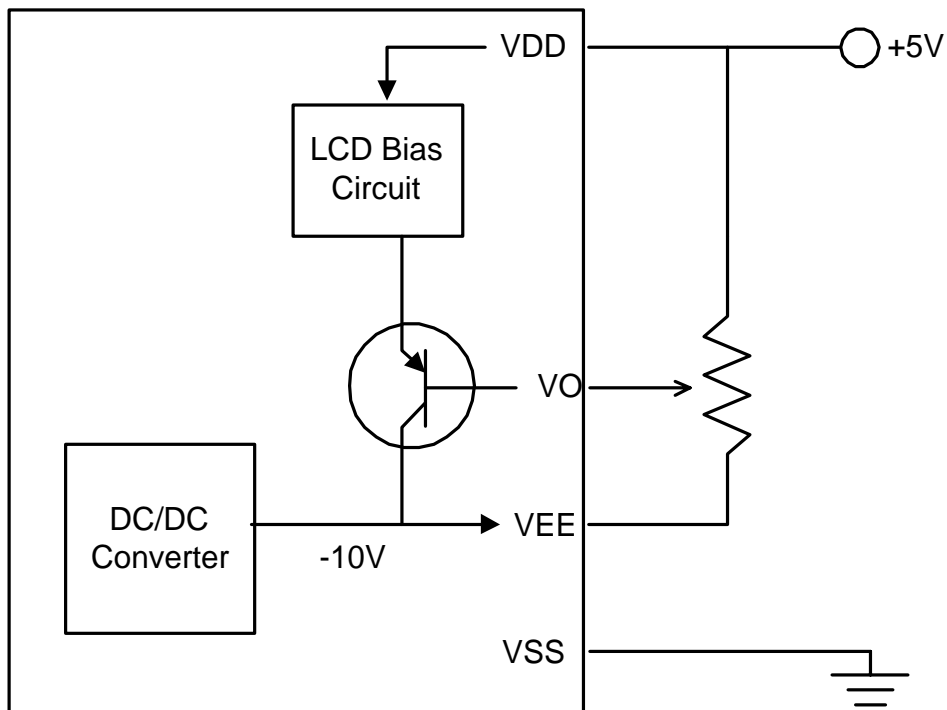 VDD
+5V
LCD Bias
Circuit
VO
DC/DC
Converter
-10V
VEE
VSS